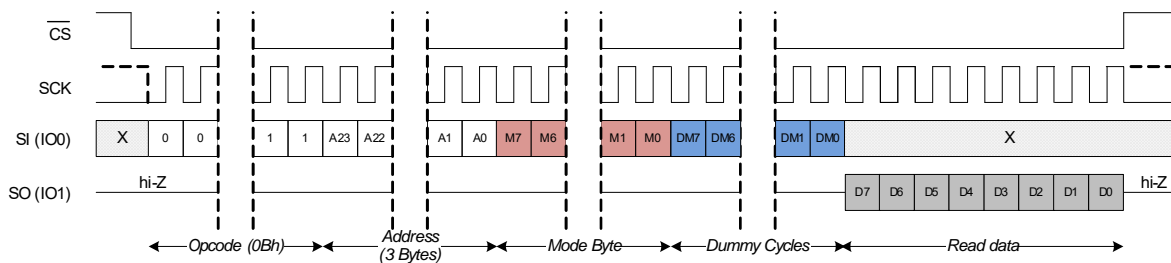 CS
SCK
SI (IO0) X 0 0 1 1 A23 A22 A1 A0 M7 M6 M1 M0 DM7 DM6 DM1 DM0 X
hi-Z hi-Z
SO (IO1) D7 D6 D5 D4 D3 D2 D1 D0
Opcode (0Bh) Address (3 Bytes) Mode Byte Dummy Cycles Read data